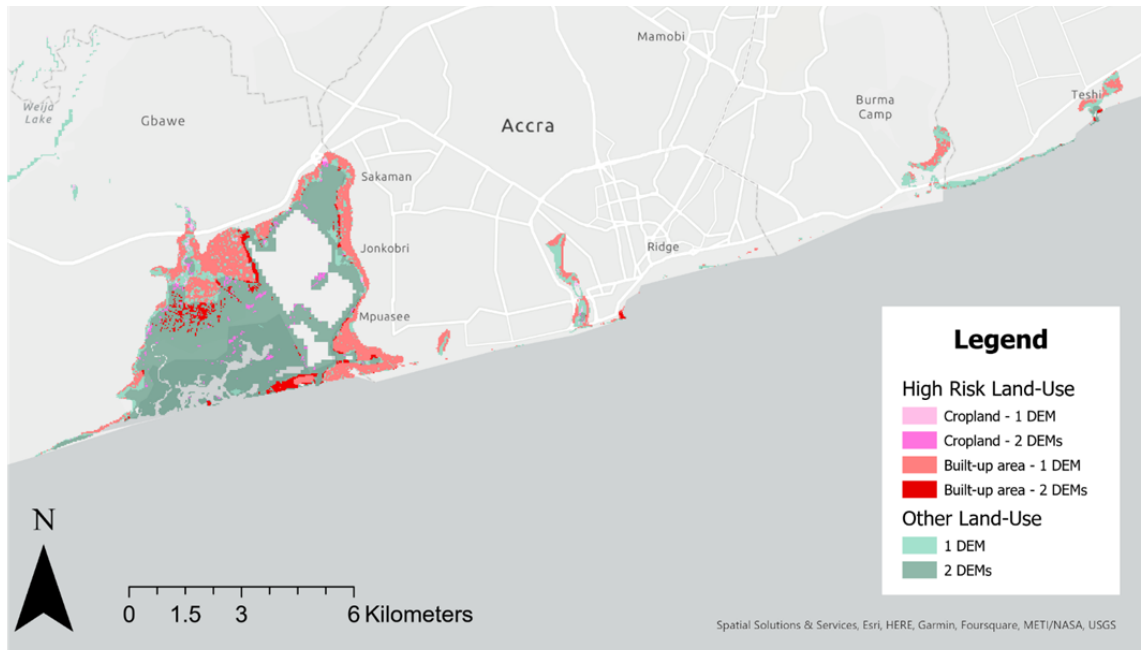 Mamobi
Weija
Lake
Gbawe
Accra
Burma
Camp
Teshi
Sakaman
Jonkobri
Ridge
Mpuasee
Legend
High Risk Land-Use
Cropland - 1 DEM
Cropland - 2 DEMs
Built-up area - 1 DEM
Built-up area - 2 DEMs
Other Land-Use
1 DEM
2 DEMs
N
0 1.5 3 6 Kilometers
Spatial Solutions & Services, Esri, HERE, Garmin, Foursquare, METI/NASA, USGS